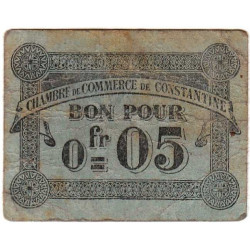 CHAMBRE DE COMMERCE DE CONSTANTINE
BON POUR
0 fr 05